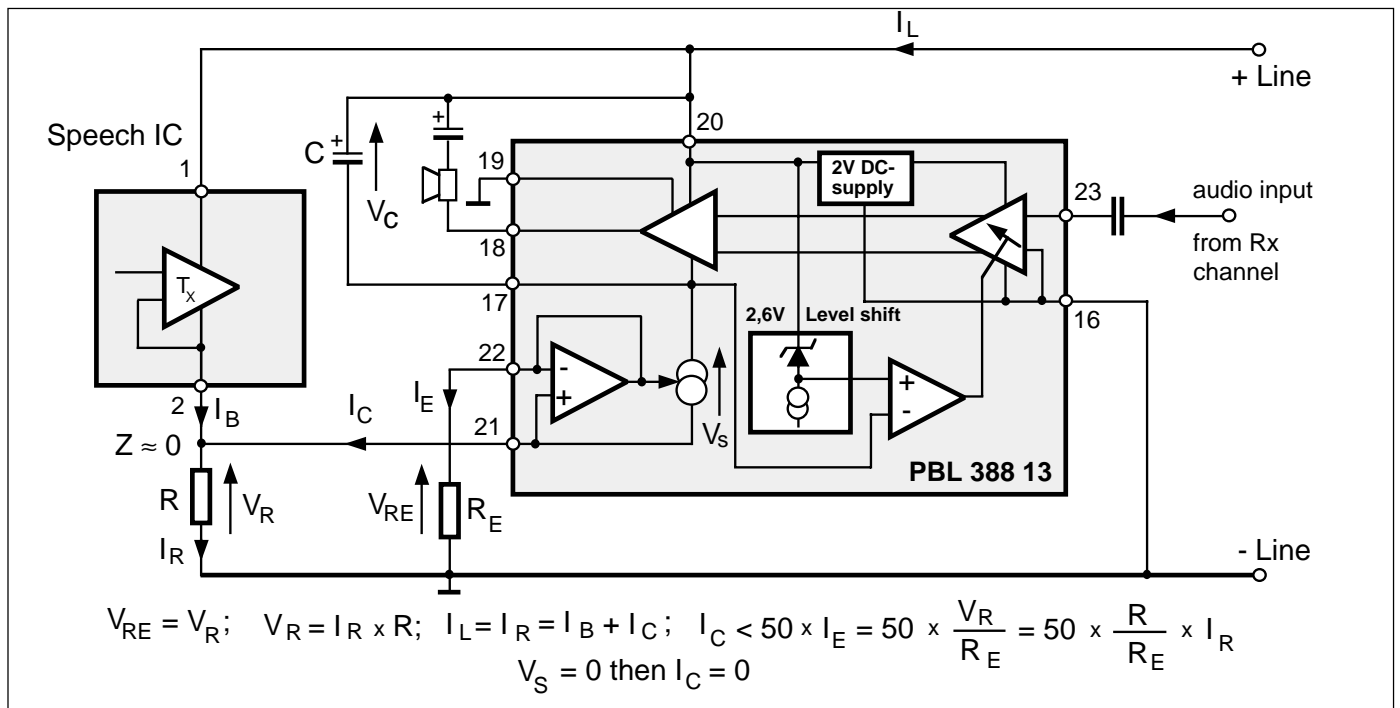 I_L
+ Line
20
Speech IC
C
+
+
19
2V DC-supply
23
audio input
1
V_C
from Rx channel
18
T_X
17
2,6V Level shift
16
22
-
+
I_E
+
-
2
I_B
I_C
21
V_S
Z ≈ 0
PBL 388 13
R
V_R
V_RE
R_E
I_R
- Line
V_RE = V_R; V_R = I_R x R; I_L = I_R = I_B + I_C; I_C < 50 x I_E = 50 x V_R / R_E = 50 x R / R_E x I_R
V_S = 0 then I_C = 0